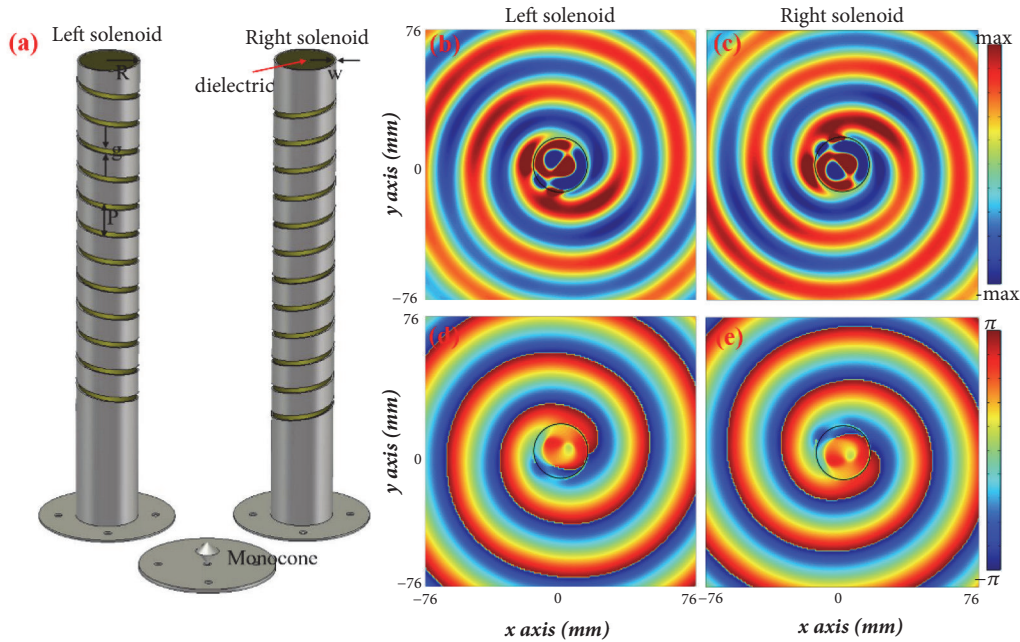 (a)
Left solenoid
Right solenoid
R
w
dielectric
g
P
Monocone
Left solenoid
Right solenoid
76
(b)
(c)
max
y axis (mm)
0
-max
−76
76
(d)
(e)
π
y axis (mm)
0
−π
−76
−76
0
76
−76
0
76
x axis (mm)
x axis (mm)